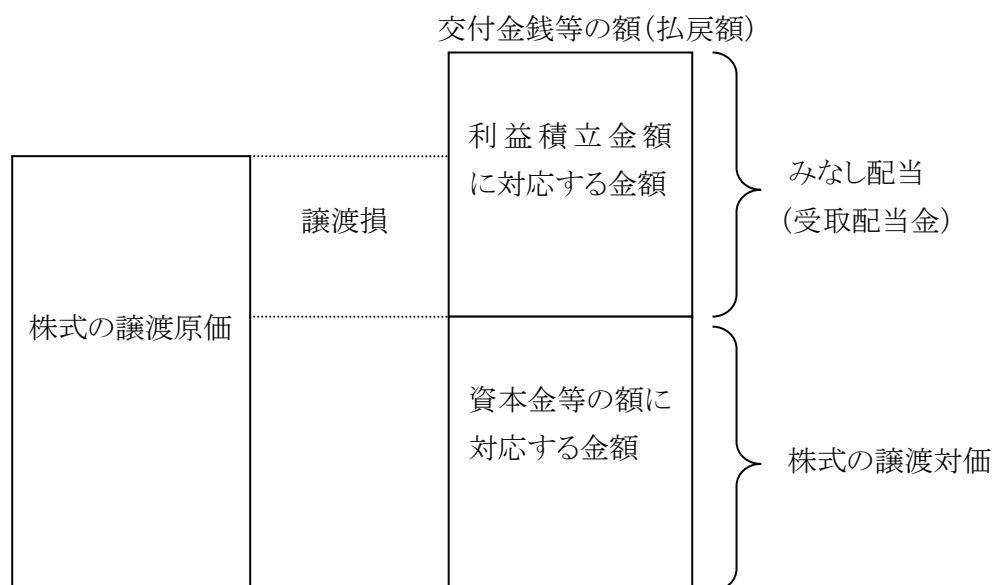 交付金銭等の額(払戻額)
利益積立金額
に対応する金額
みなし配当
(受取配当金)
譲渡損
株式の譲渡原価
資本金等の額に
対応する金額
株式の譲渡対価